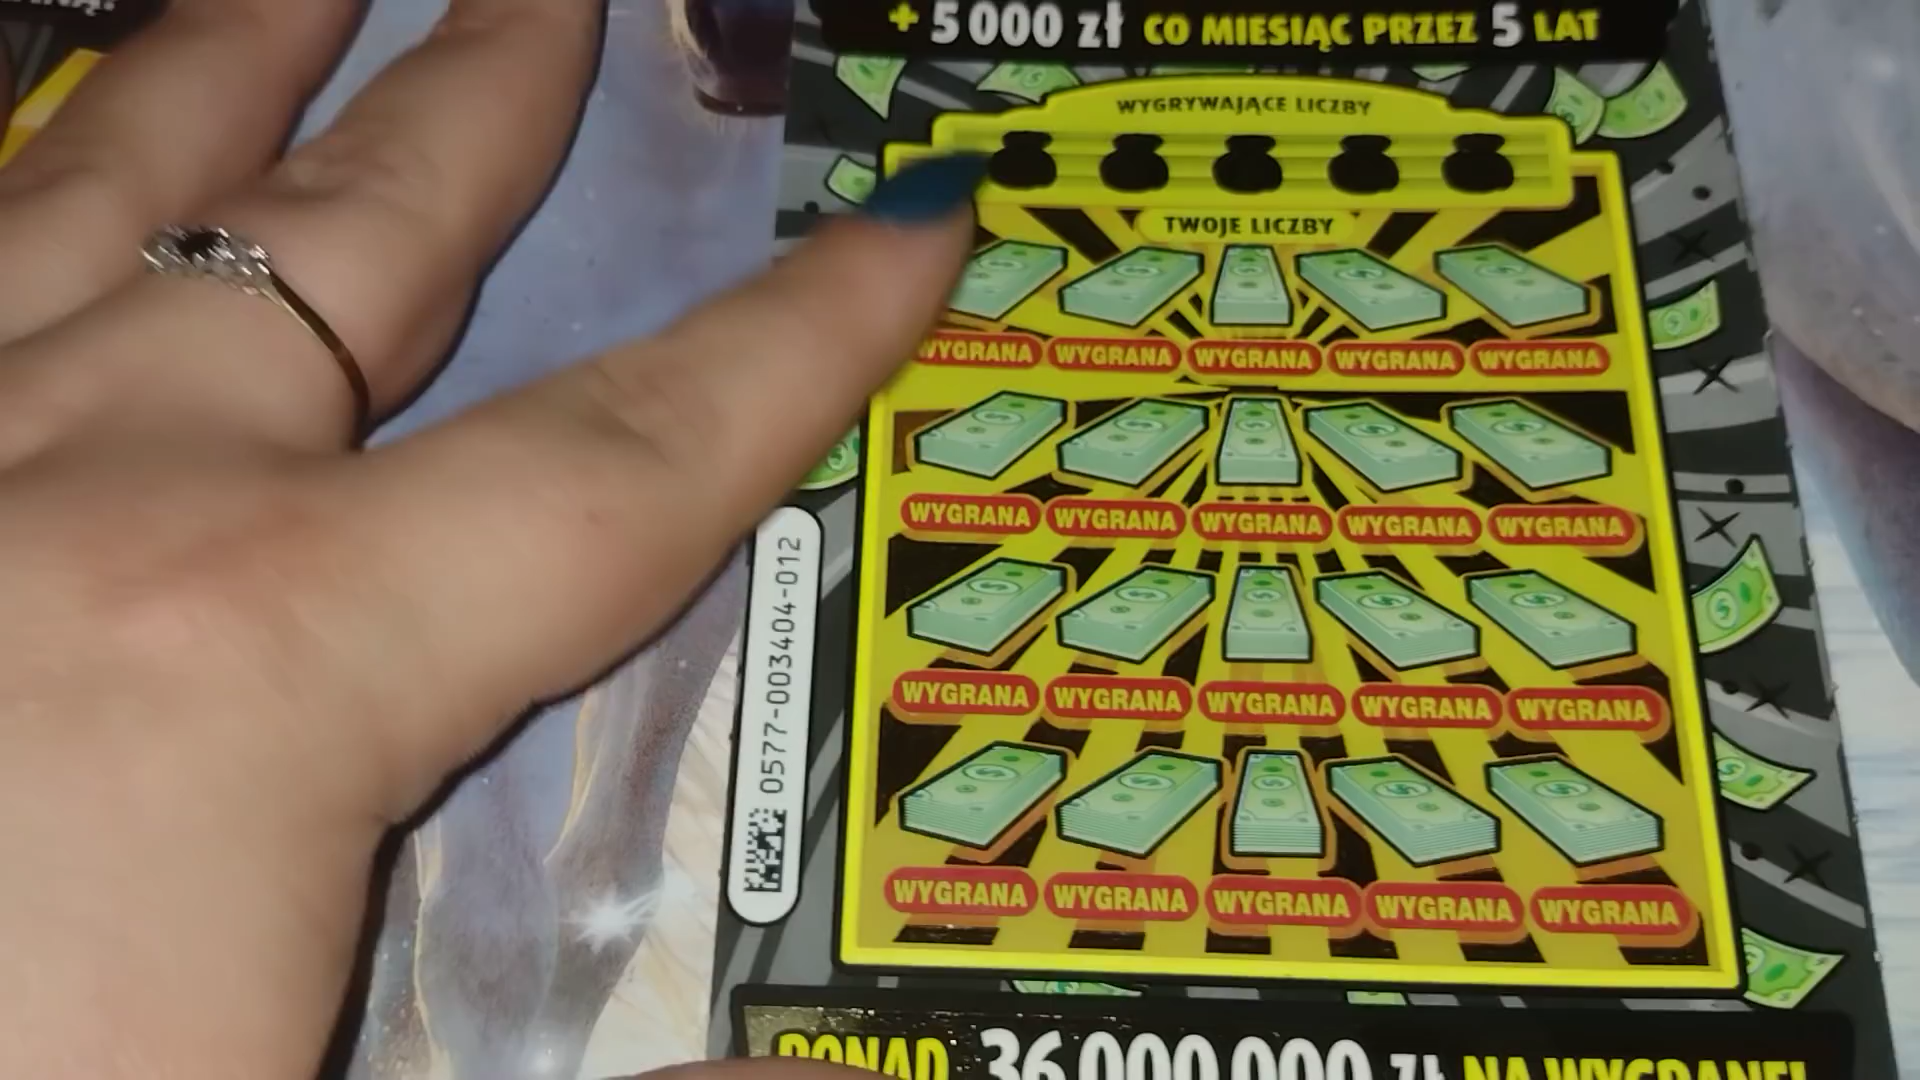 + 5 000 zł CO MIESIĄC PRZEZ 5 LAT
WYGRYWAJĄCE LICZBY
TWOJE LICZBY
WYGRANA WYGRANA WYGRANA WYGRANA WYGRANA
WYGRANA WYGRANA WYGRANA WYGRANA WYGRANA
WYGRANA WYGRANA WYGRANA WYGRANA WYGRANA
WYGRANA WYGRANA WYGRANA WYGRANA WYGRANA
0577-003404-012
PONAD 36 000 000 zł NA WYGRANE!